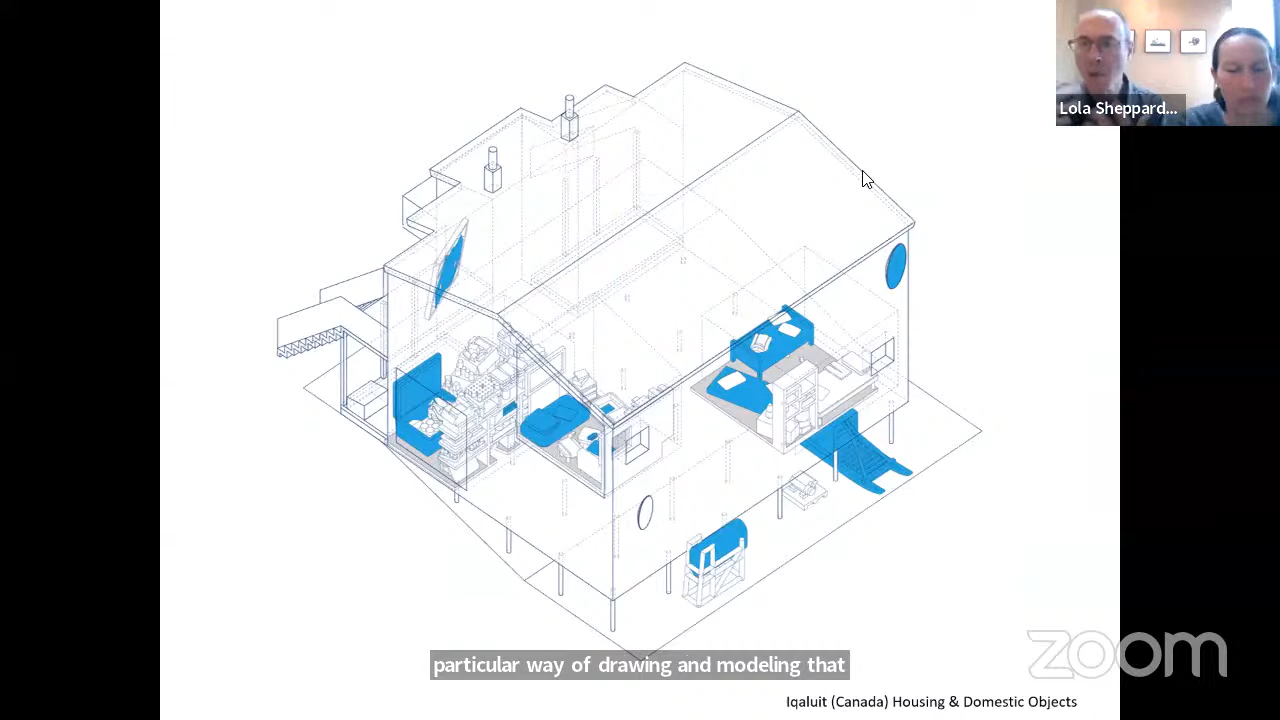 Lola Sheppard...
particular way of drawing and modeling that
zoom
Iqaluit (Canada) Housing & Domestic Objects